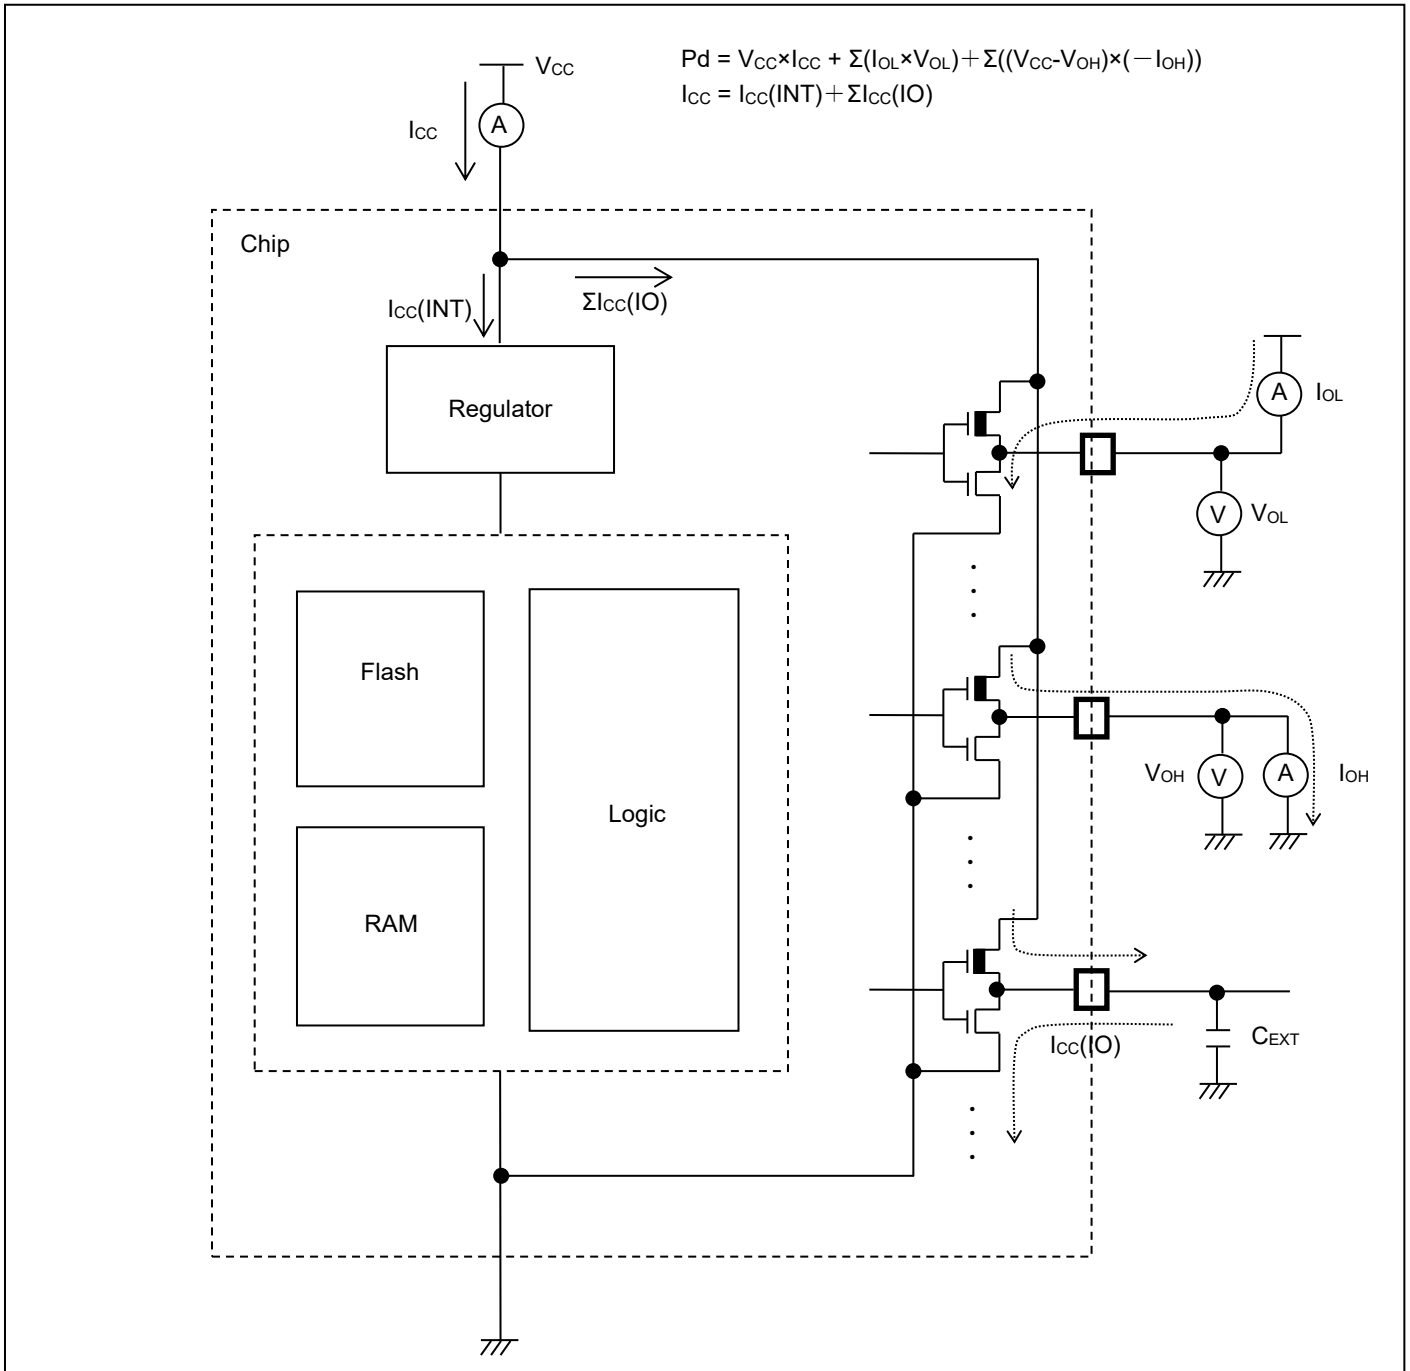 Pd = VCC×ICC + Σ(IOL×VOL)+Σ((VCC-VOH)×(-IOH))
ICC = ICC(INT)+ΣICC(IO)
VCC
A
ICC
Chip
ICC(INT)
ΣICC(IO)
Regulator
A
IOL
V
VOL
Flash
Logic
VOH
V
A
IOH
RAM
ICC(IO)
CEXT